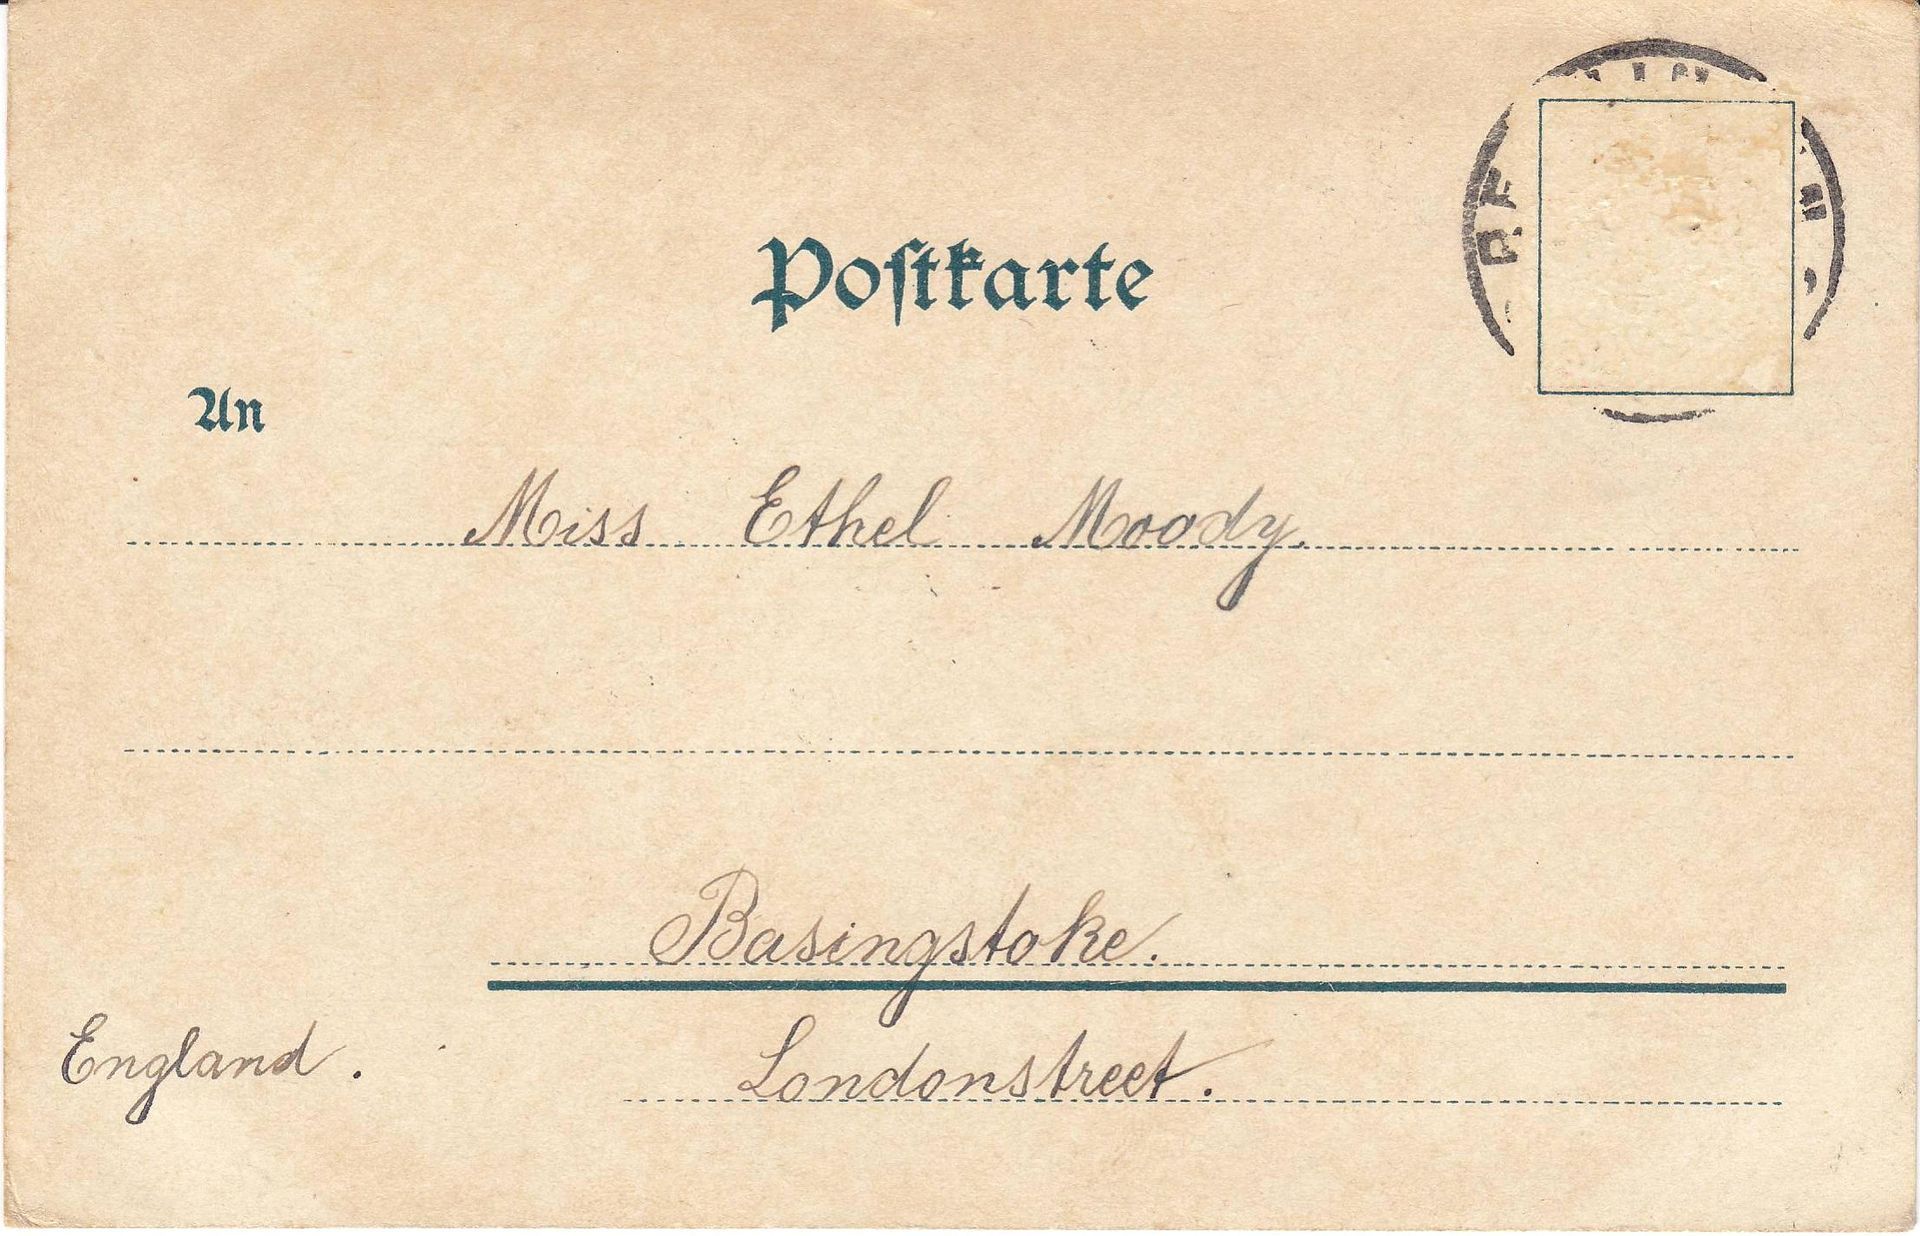 Postkarte
An
Miss Ethel Moody.
Basingstoke.
England.
Londonstreet.